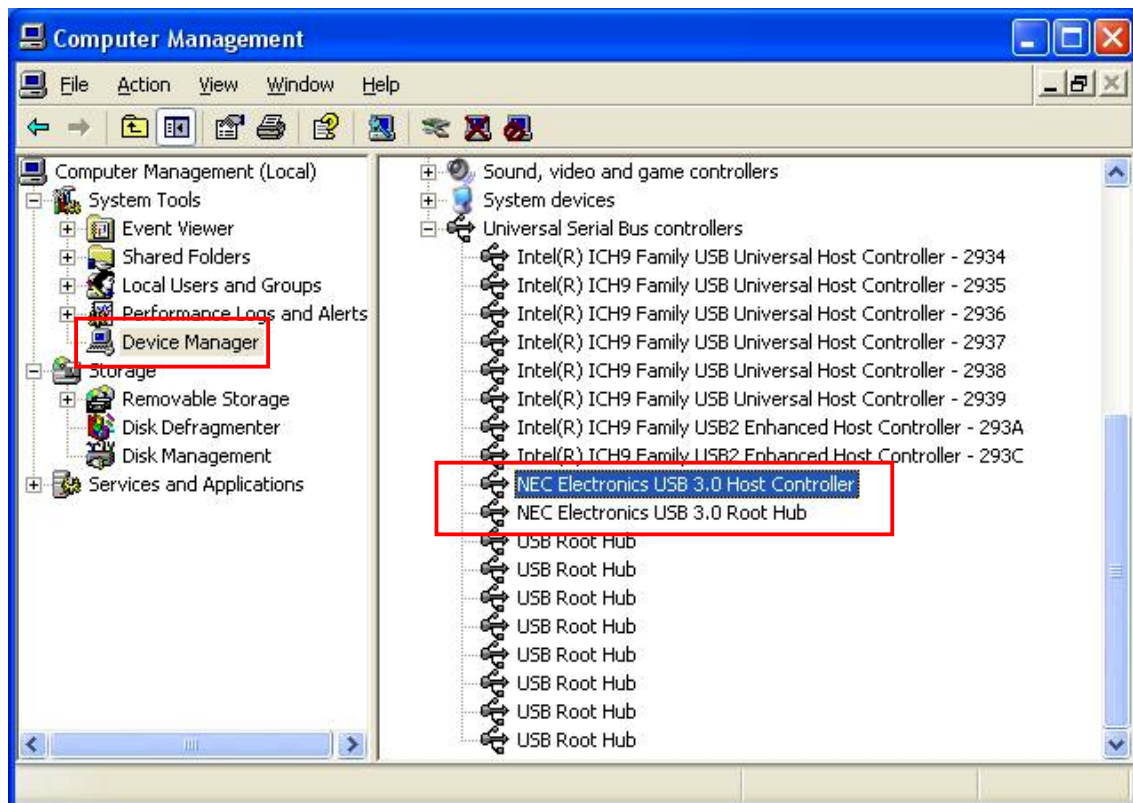 Computer Management
File Action View Window Help
Computer Management (Local)
System Tools
Event Viewer
Shared Folders
Local Users and Groups
Performance Logs and Alerts
Device Manager
Storage
Removable Storage
Disk Defragmenter
Disk Management
Services and Applications
Sound, video and game controllers
System devices
Universal Serial Bus controllers
Intel(R) ICH9 Family USB Universal Host Controller - 2934
Intel(R) ICH9 Family USB Universal Host Controller - 2935
Intel(R) ICH9 Family USB Universal Host Controller - 2936
Intel(R) ICH9 Family USB Universal Host Controller - 2937
Intel(R) ICH9 Family USB Universal Host Controller - 2938
Intel(R) ICH9 Family USB Universal Host Controller - 2939
Intel(R) ICH9 Family USB2 Enhanced Host Controller - 293A
Intel(R) ICH9 Family USB2 Enhanced Host Controller - 293C
NEC Electronics USB 3.0 Host Controller
NEC Electronics USB 3.0 Root Hub
USB Root Hub
USB Root Hub
USB Root Hub
USB Root Hub
USB Root Hub
USB Root Hub
USB Root Hub
USB Root Hub